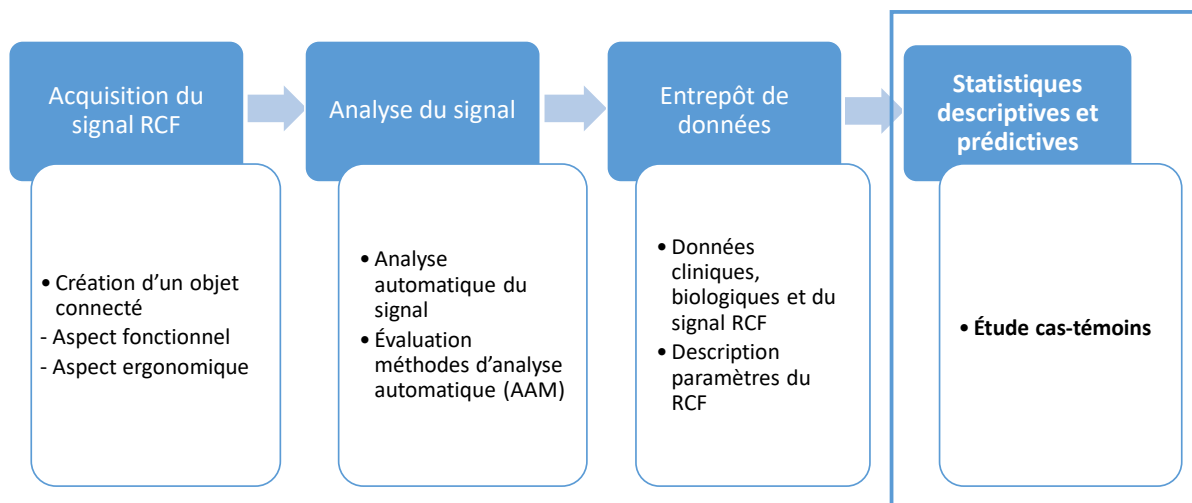 Acquisition du
signal RCF
• Création d’un objet
connecté
- Aspect fonctionnel
- Aspect ergonomique
Analyse du signal
• Analyse
automatique du
signal
• Évaluation
méthodes d’analyse
automatique (AAM)
Entrepôt de
données
• Données
cliniques,
biologiques et du
signal RCF
• Description
paramètres du
RCF
Statistiques
descriptives et
prédictives
• Étude cas-témoins